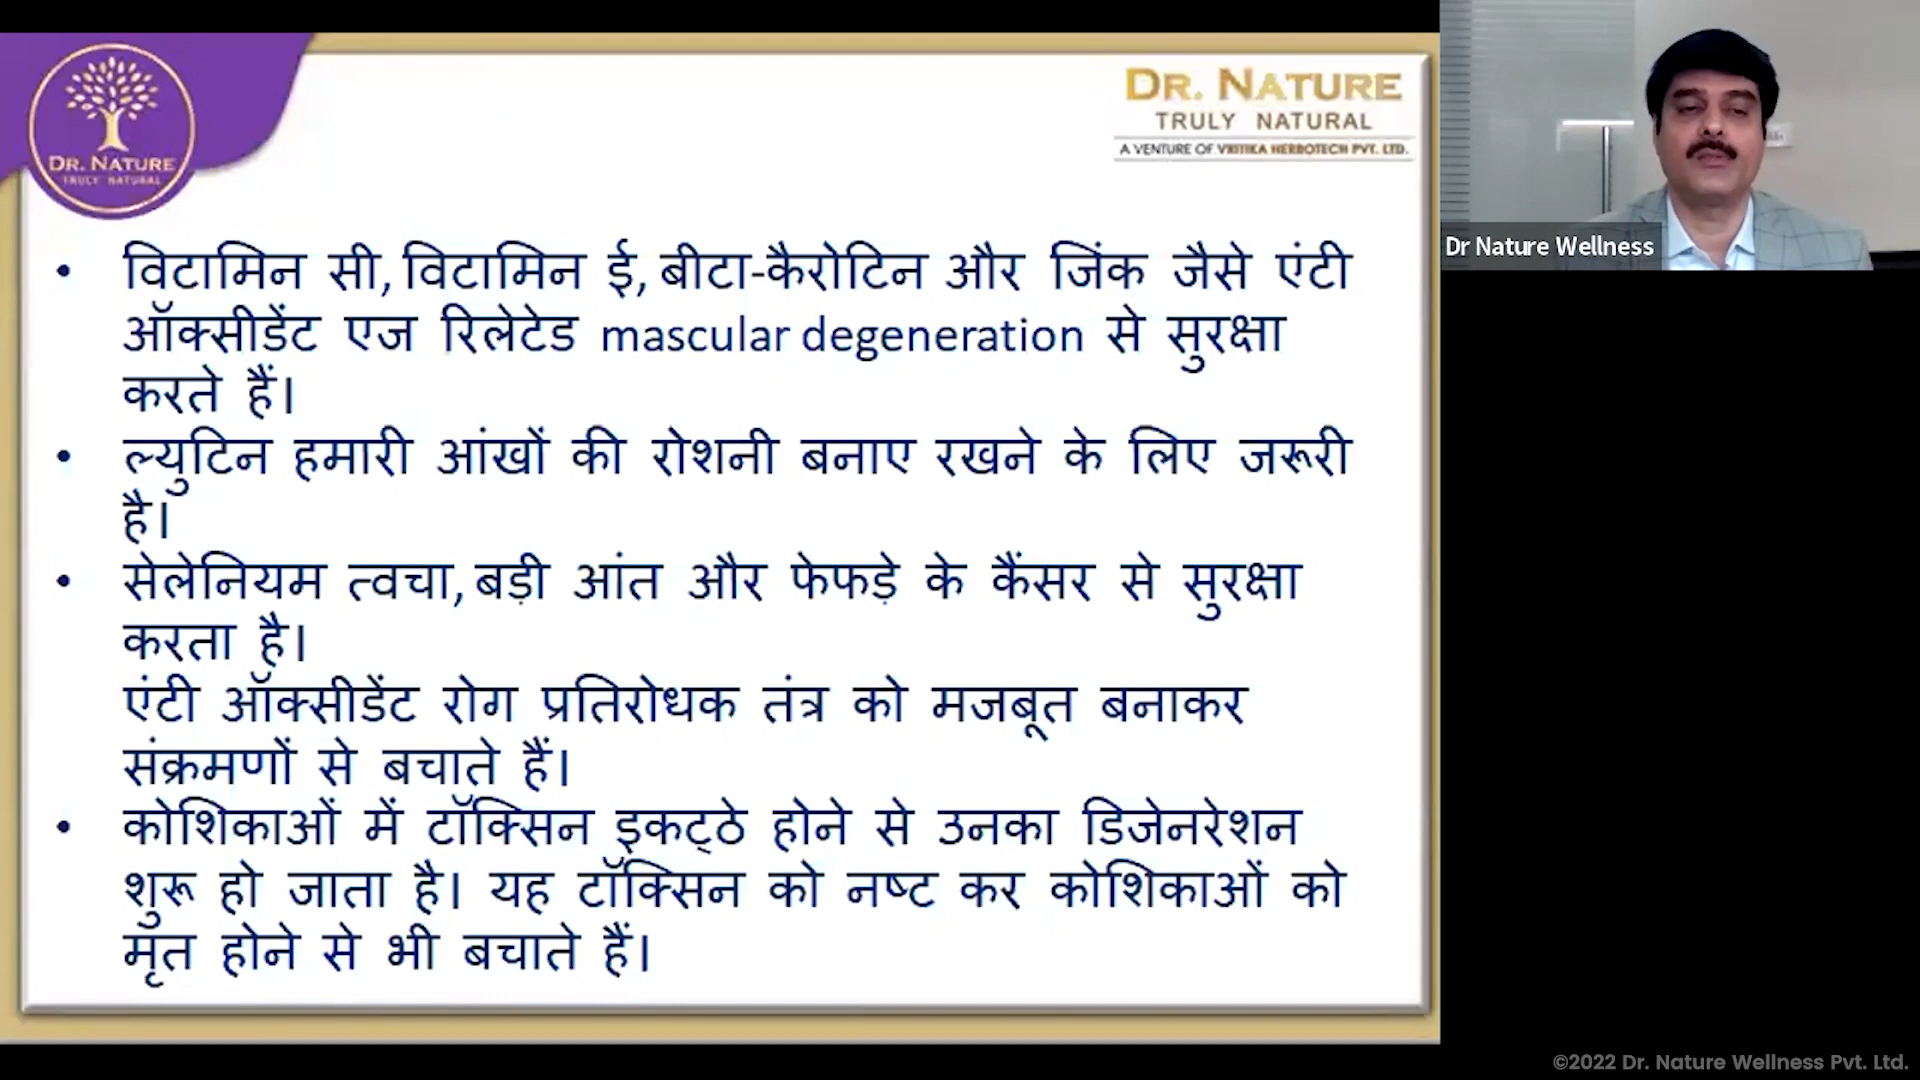 DR. NATURE
TRULY NATURAL
DR. NATURE
TRULY NATURAL
A VENTURE OF VRITIKA HERBOTECH PVT. LTD.
• विटामिन सी, विटामिन ई, बीटा-कैरोटिन और जिंक जैसे एंटी
ऑक्सीडेंट एज रिलेटेड mascular degeneration से सुरक्षा
करते हैं।
• ल्युटिन हमारी आंखों की रोशनी बनाए रखने के लिए जरूरी
है।
• सेलेनियम त्वचा, बड़ी आंत और फेफड़े के कैंसर से सुरक्षा
करता है।
एंटी ऑक्सीडेंट रोग प्रतिरोधक तंत्र को मजबूत बनाकर
संक्रमणों से बचाते हैं।
• कोशिकाओं में टॉक्सिन इकट्ठे होने से उनका डिजेनरेशन
शुरू हो जाता है। यह टॉक्सिन को नष्ट कर कोशिकाओं को
मृत होने से भी बचाते हैं।
Dr Nature Wellness
©2022 Dr. Nature Wellness Pvt. Ltd.